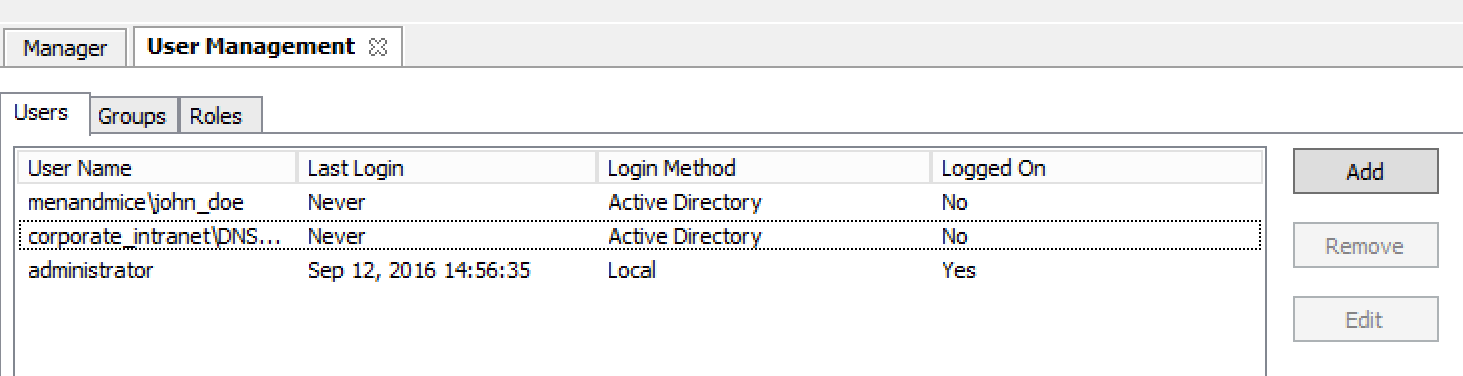 Manager User Management
Users Groups Roles
User Name Last Login Login Method Logged On
menandmice\john_doe Never Active Directory No
corporate_intranet\DNS... Never Active Directory No
administrator Sep 12, 2016 14:56:35 Local Yes
Add
Remove
Edit